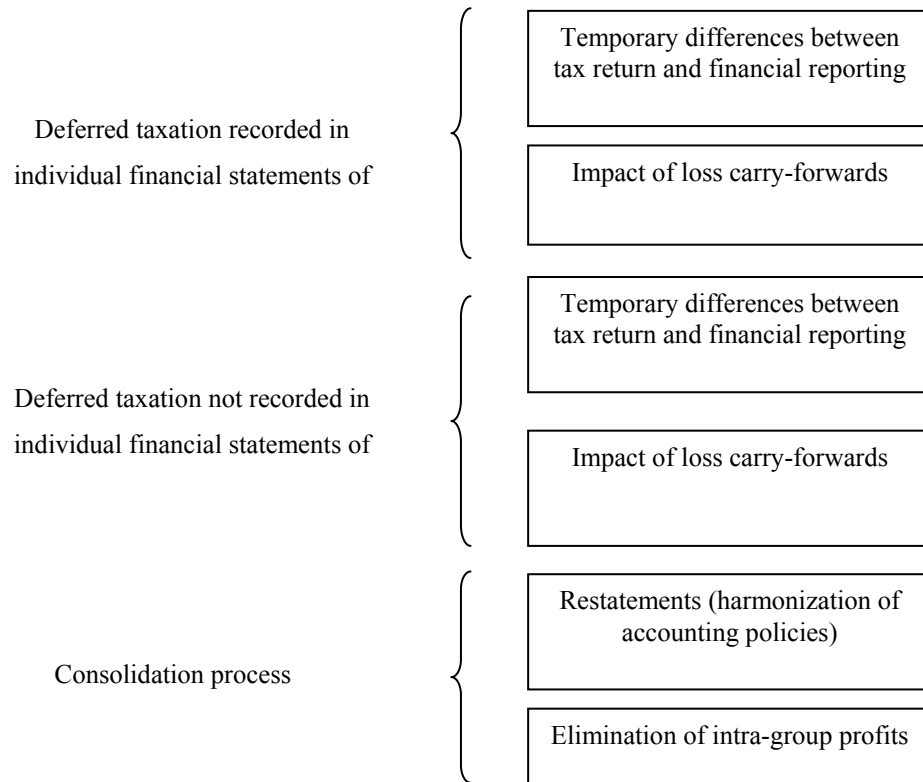 Temporary differences between
tax return and financial reporting
Deferred taxation recorded in
individual financial statements of
Impact of loss carry-forwards
Temporary differences between
tax return and financial reporting
Deferred taxation not recorded in
individual financial statements of
Impact of loss carry-forwards
Restatements (harmonization of
accounting policies)
Consolidation process
Elimination of intra-group profits